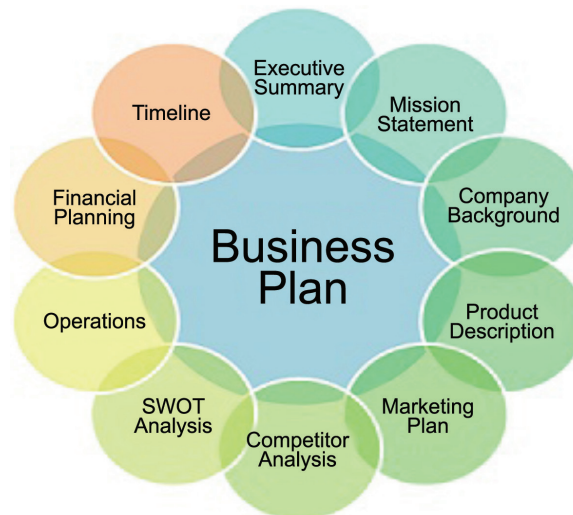 Executive
Summary
Mission
Statement
Company
Background
Product
Description
Marketing
Plan
Competitor
Analysis
SWOT
Analysis
Operations
Financial
Planning
Timeline
Business
Plan